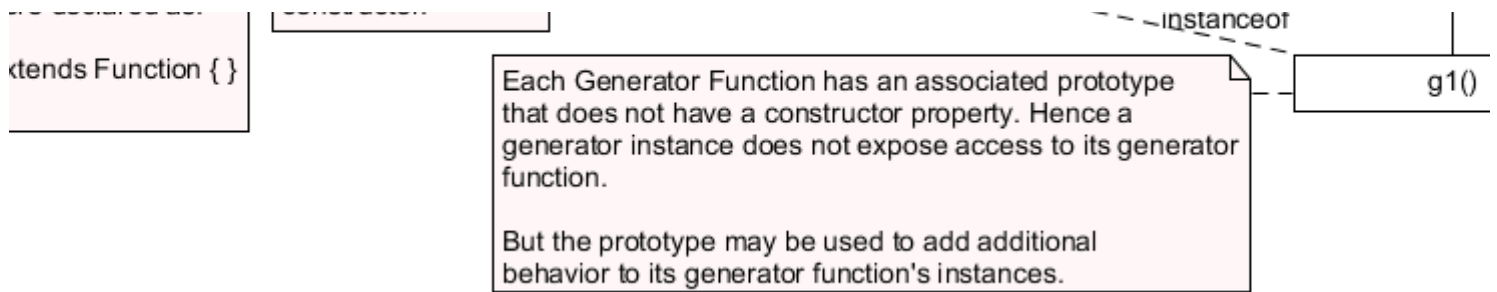 instanceof
xtends Function { }
Each Generator Function has an associated prototype
that does not have a constructor property. Hence a
generator instance does not expose access to its generator
function.
But the prototype may be used to add additional
behavior to its generator function's instances.
g1()